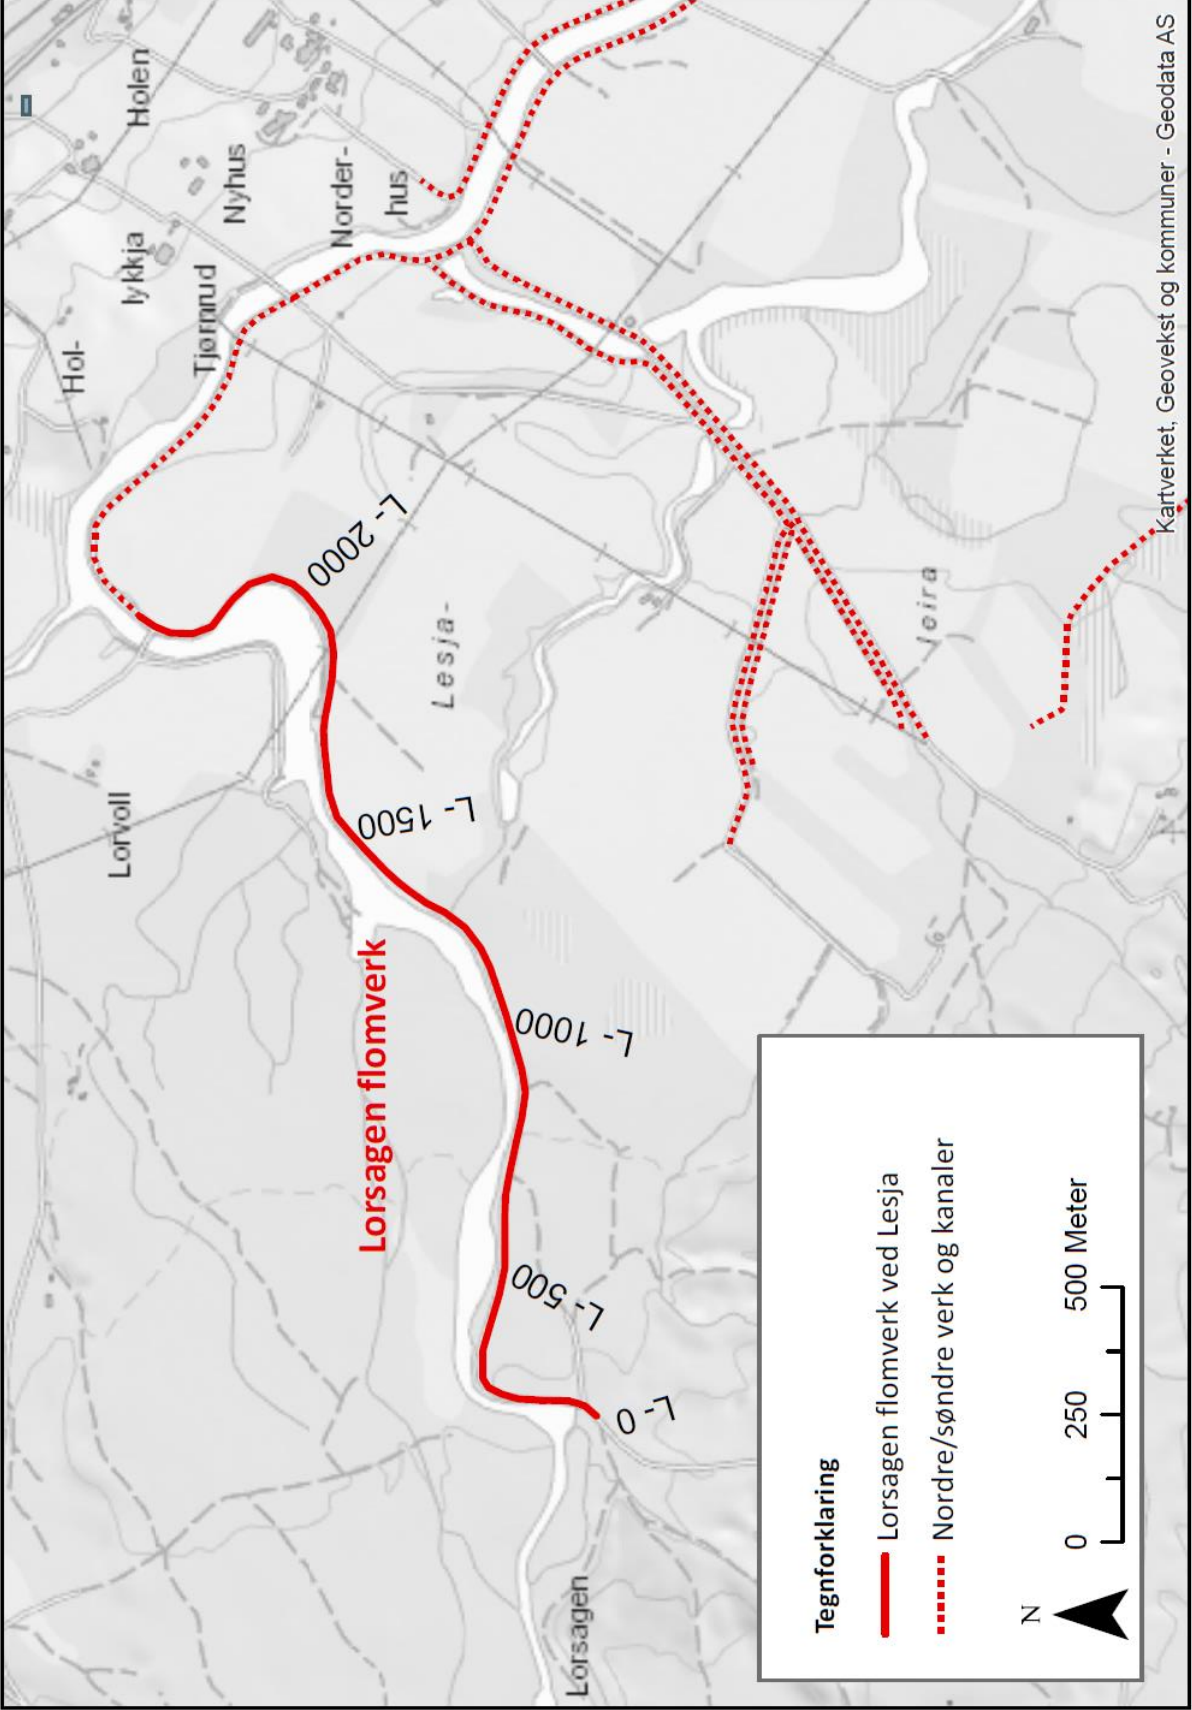 Holen
Hol-
lykkja
Nyhus
Tjørnrud
Norder-
hus
Lorvoll
Lorsagen flomverk
L- 2000
Lesja-
leira
L- 1500
L- 1000
L- 500
L- 0
Lorsagen
Tegnforklaring
Lorsagen flomverk ved Lesja
Nordre/søndre verk og kanaler
N
0 250 500 Meter
Kartverket, Geovekst og kommuner - Geodata AS